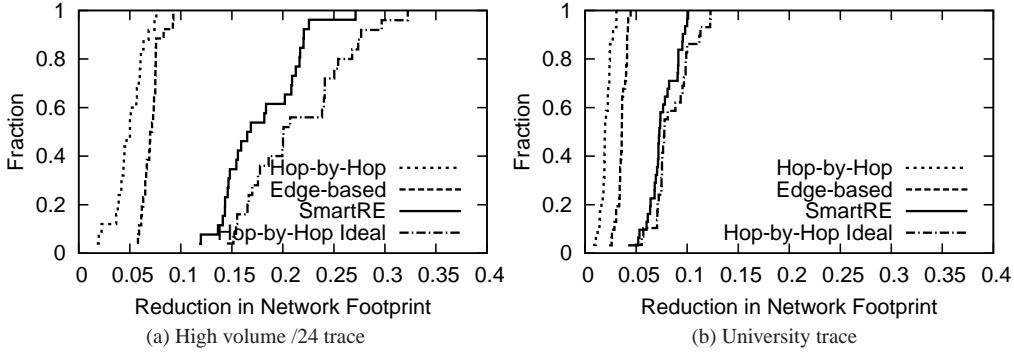 1
0.8
0.6
0.4
0.2
0
Fraction
Hop-by-Hop
Edge-based
SmartRE
Hop-by-Hop Ideal
0 0.05 0.1 0.15 0.2 0.25 0.3 0.35 0.4
Reduction in Network Footprint
(a) High volume /24 trace
1
0.8
0.6
0.4
0.2
0
Fraction
Hop-by-Hop
Edge-based
SmartRE
Hop-by-Hop Ideal
0 0.05 0.1 0.15 0.2 0.25 0.3 0.35 0.4
Reduction in Network Footprint
(b) University trace